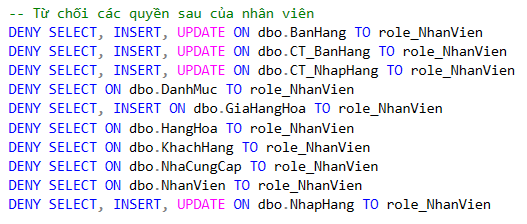 -- Từ chối các quyền sau của nhân viên
DENY SELECT, INSERT, UPDATE ON dbo.BanHang TO role_NhanVien
DENY SELECT, INSERT, UPDATE ON dbo.CT_BanHang TO role_NhanVien
DENY SELECT, INSERT, UPDATE ON dbo.CT_NhapHang TO role_NhanVien
DENY SELECT ON dbo.DanhMuc TO role_NhanVien
DENY SELECT, INSERT ON dbo.GiaHangHoa TO role_NhanVien
DENY SELECT ON dbo.HangHoa TO role_NhanVien
DENY SELECT ON dbo.KhachHang TO role_NhanVien
DENY SELECT ON dbo.NhaCungCap TO role_NhanVien
DENY SELECT ON dbo.NhanVien TO role_NhanVien
DENY SELECT, INSERT, UPDATE ON dbo.NhapHang TO role_NhanVien